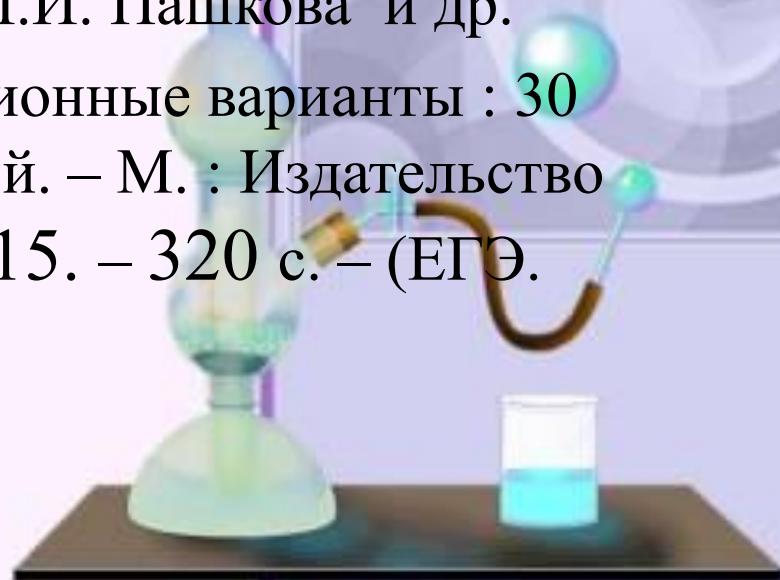 .И. Пашкова и др.
ионные варианты : 30
й. – М. : Издательство
15. – 320 с. – (ЕГЭ.